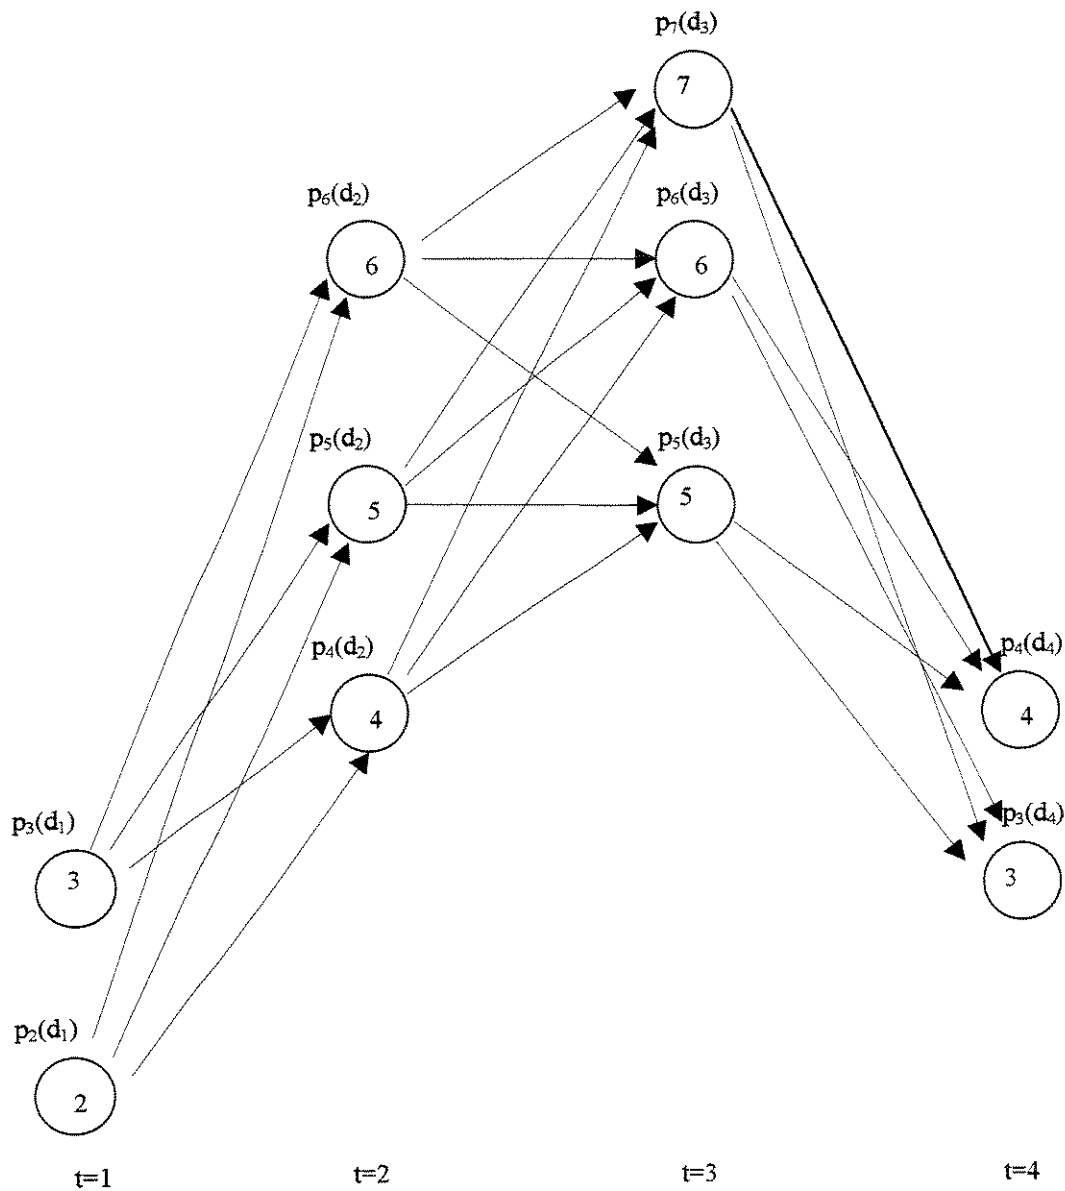 p₇(d₃)
7
p₆(d₂)
p₆(d₃)
6
6
p₅(d₂)
p₅(d₃)
5
5
p₄(d₂)
p₄(d₄)
4
4
p₃(d₁)
p₃(d₄)
3
3
p₂(d₁)
2
t=1
t=2
t=3
t=4